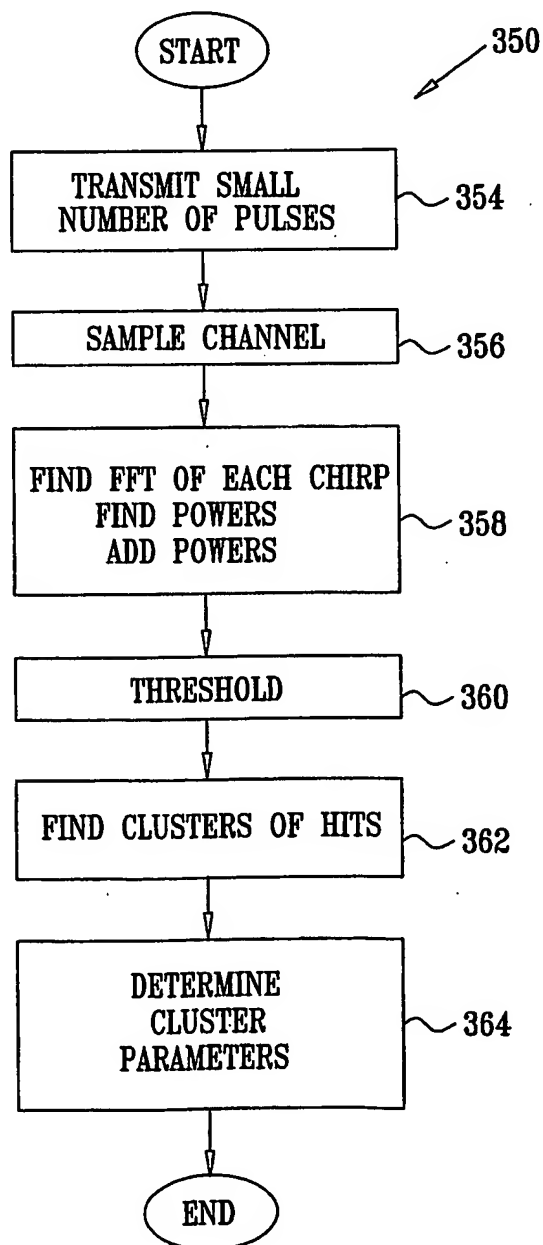 START
350
TRANSMIT SMALL
NUMBER OF PULSES
354
SAMPLE CHANNEL
356
FIND FFT OF EACH CHIRP
FIND POWERS
ADD POWERS
358
THRESHOLD
360
FIND CLUSTERS OF HITS
362
DETERMINE
CLUSTER
PARAMETERS
364
END